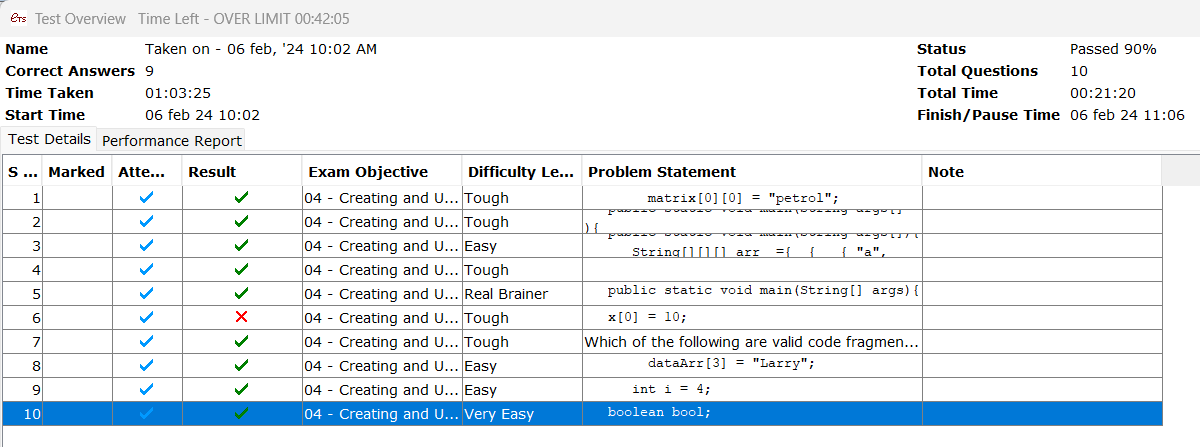 ETS Test Overview Time Left - OVER LIMIT 00:42:05
Name Taken on - 06 feb, '24 10:02 AM Status Passed 90%
Correct Answers 9 Total Questions 10
Time Taken 01:03:25 Total Time 00:21:20
Start Time 06 feb 24 10:02 Finish/Pause Time 06 feb 24 11:06
Test Details Performance Report
S ... Marked Atte... Result Exam Objective Difficulty Le... Problem Statement Note
1 04 - Creating and U... Tough matrix[0][0] = "petrol";
2 04 - Creating and U... Tough public static void main(String args[]
){
3 04 - Creating and U... Easy public static void main(String args[]){
String[][][] arr ={ { { "a",
4 04 - Creating and U... Tough
5 04 - Creating and U... Real Brainer public static void main(String[] args){
6 04 - Creating and U... Tough x[0] = 10;
7 04 - Creating and U... Tough Which of the following are valid code fragmen...
8 04 - Creating and U... Easy dataArr[3] = "Larry";
9 04 - Creating and U... Easy int i = 4;
10 04 - Creating and U... Very Easy boolean bool;